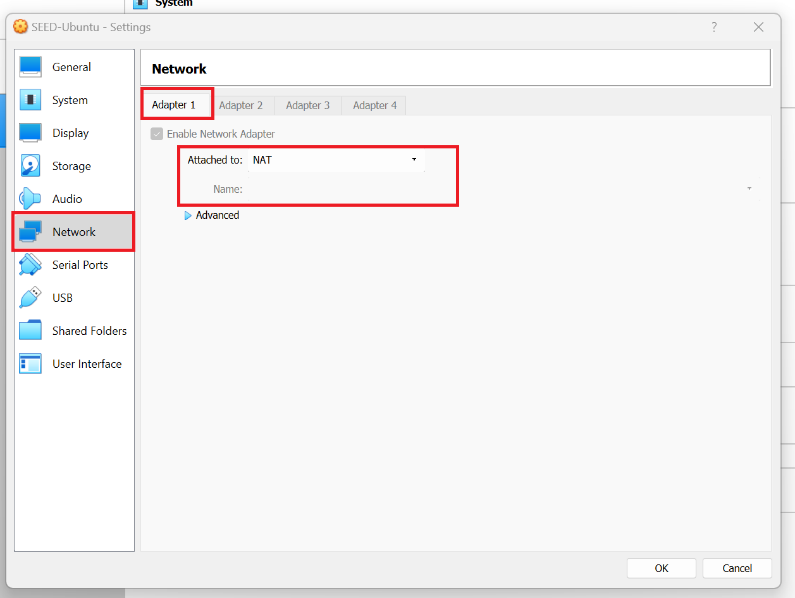 System
SEED-Ubuntu - Settings
?
General
System
Display
Storage
Audio
Network
Serial Ports
USB
Shared Folders
User Interface
Network
Adapter 1 Adapter 2 Adapter 3 Adapter 4
Enable Network Adapter
Attached to: NAT
Name:
Advanced
OK Cancel